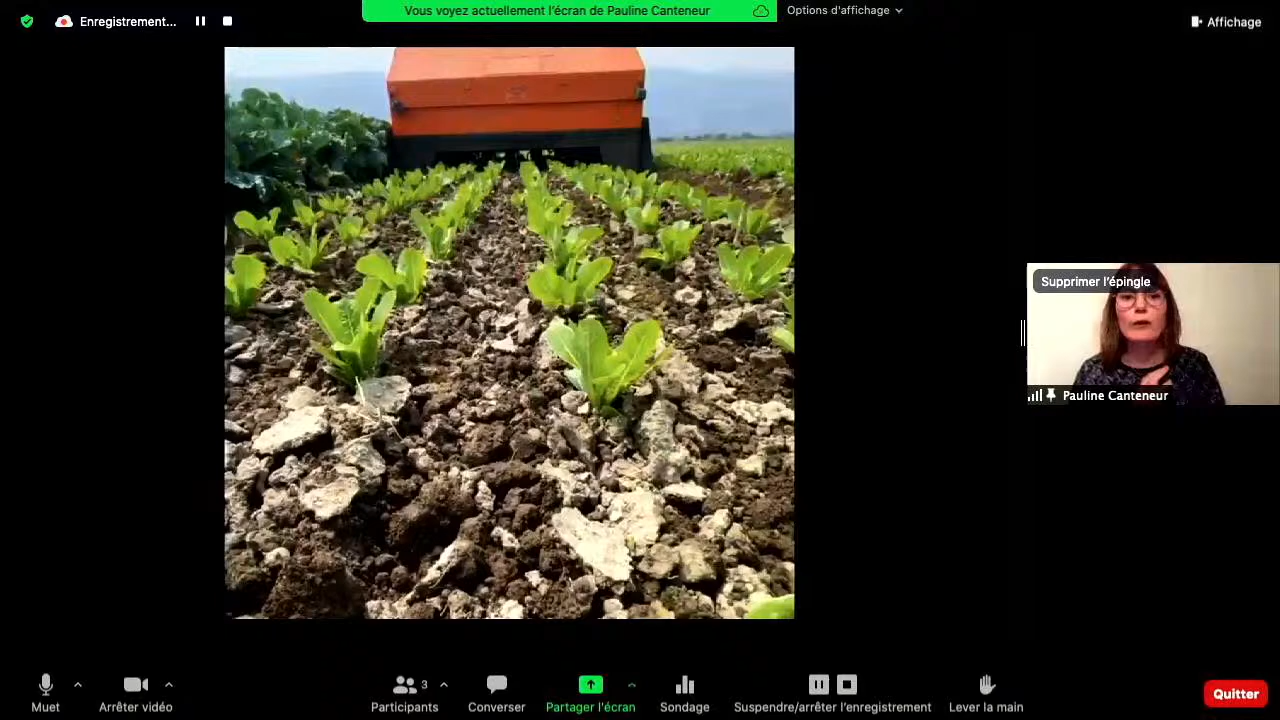 Vous voyez actuellement l'écran de Pauline Canteneur
Options d'affichage
Enregistrement...
Affichage
Supprimer l'épingle
Pauline Canteneur
Muet
Arrêter vidéo
3
Participants
Converser
Partager l'écran
Sondage
Suspendre/arrêter l'enregistrement
Lever la main
Quitter